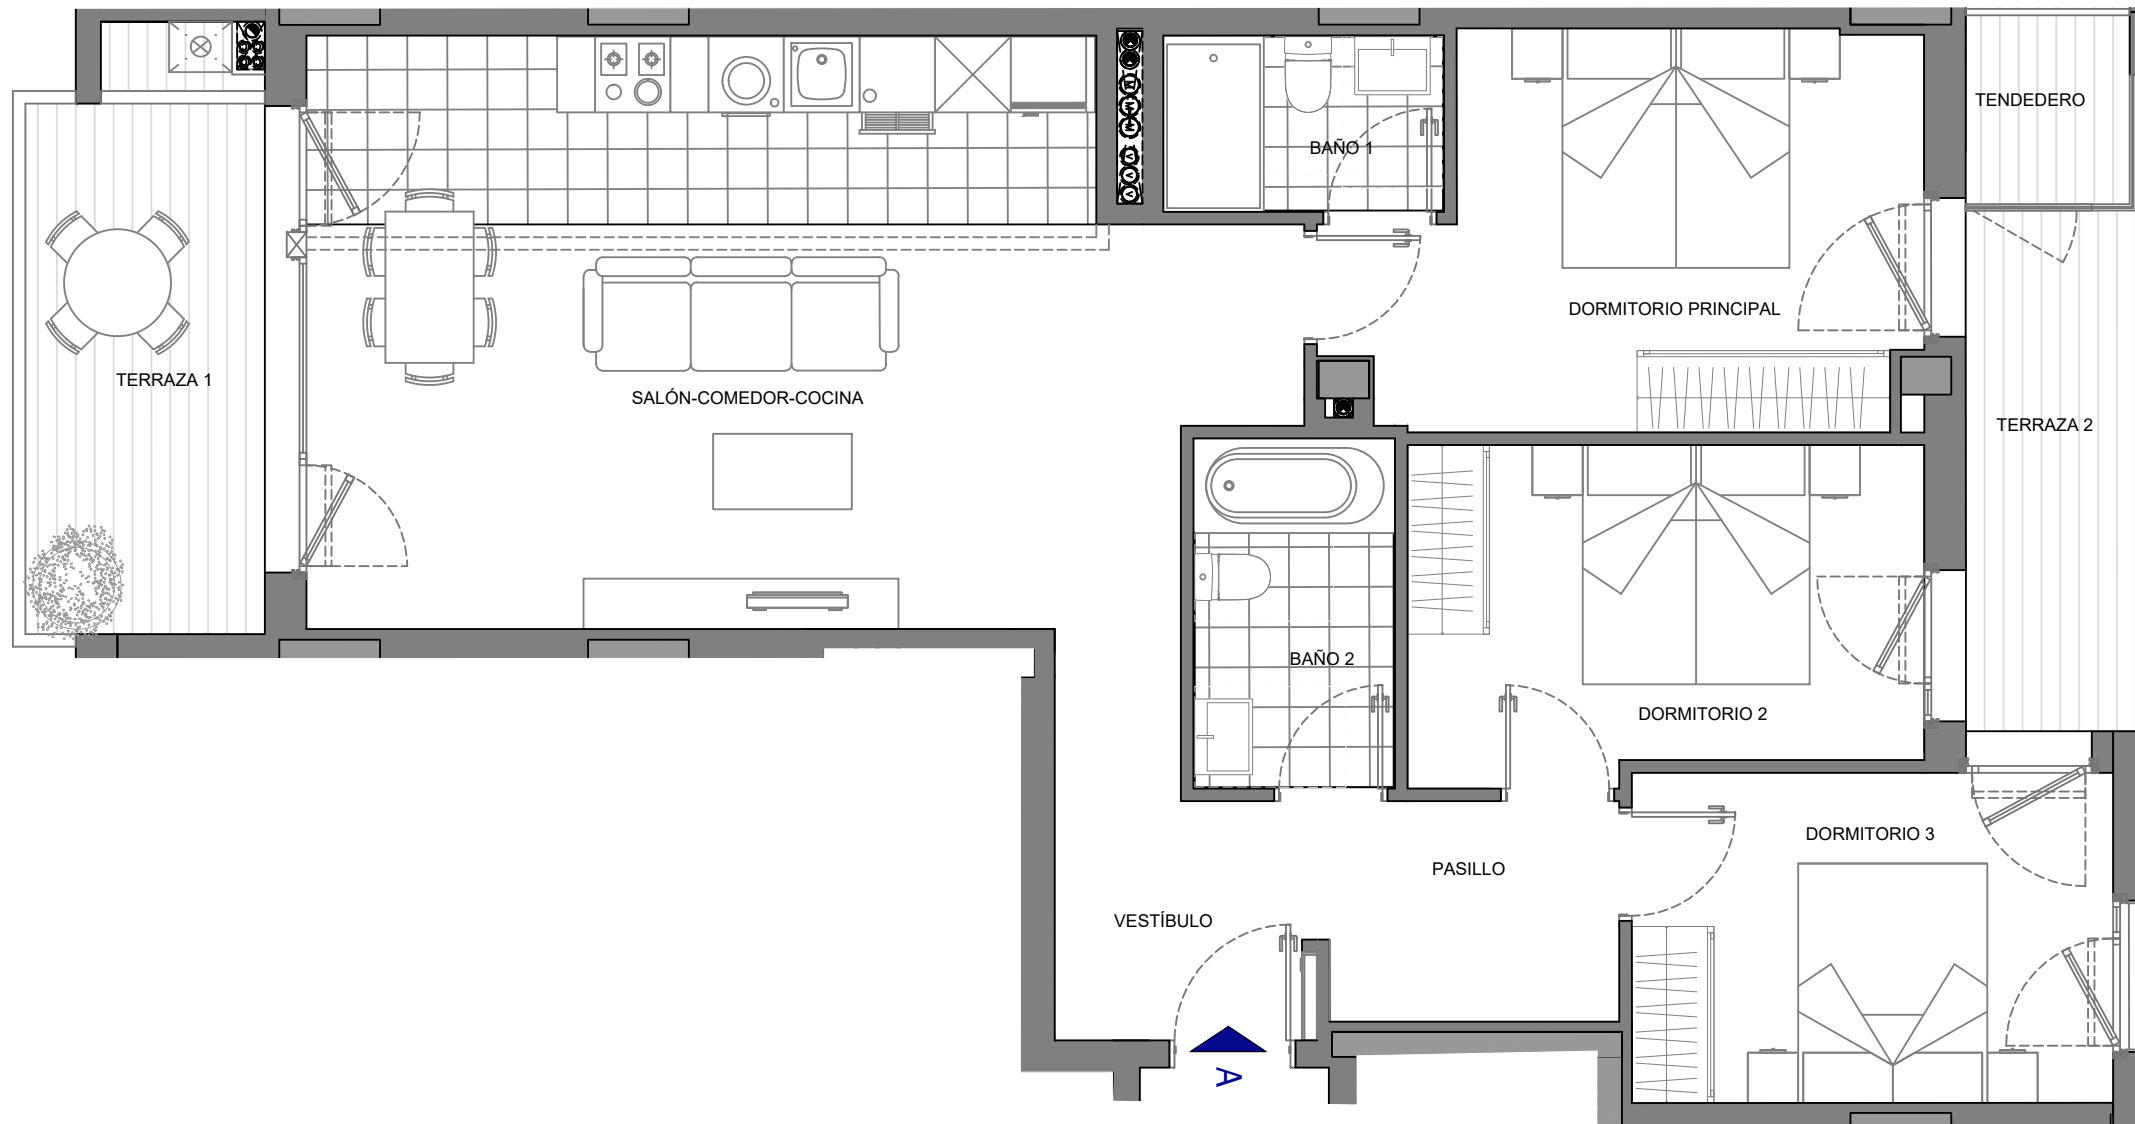 TENDEDERO
BAÑO 1
DORMITORIO PRINCIPAL
TERRAZA 1
SALÓN-COMEDOR-COCINA
TERRAZA 2
BAÑO 2
DORMITORIO 2
DORMITORIO 3
PASILLO
VESTÍBULO
A